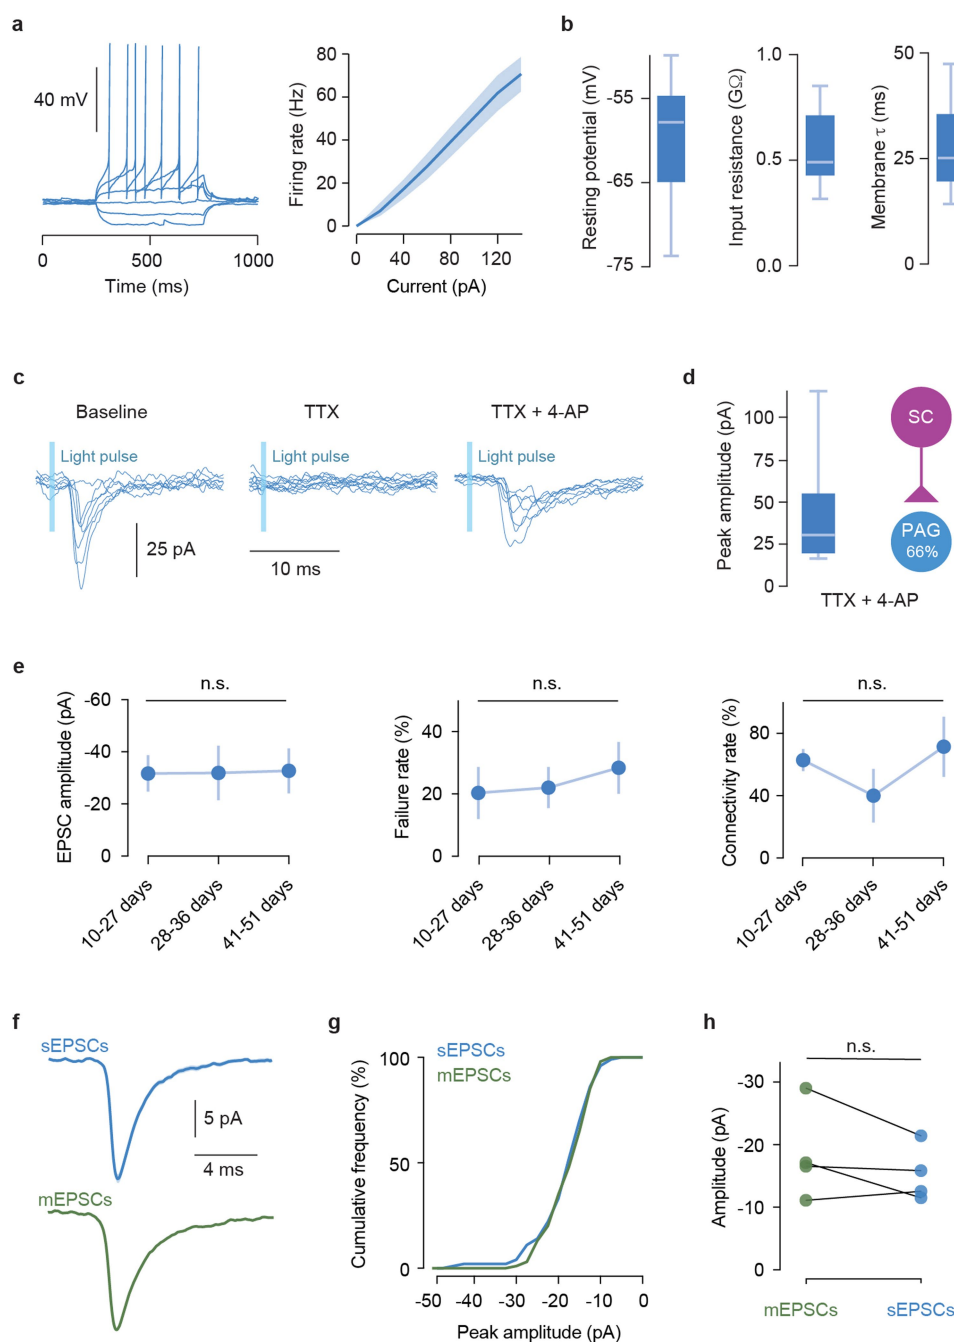 a
40 mV
0
500
1000
Time (ms)
Firing rate (Hz)
80
60
40
20
0
0
40
80
120
Current (pA)
b
Resting potential (mV)
-55
-65
-75
Input resistance (GΩ)
1.0
0.5
0.0
Membrane τ (ms)
50
25
0
c
Baseline
TTX
TTX + 4-AP
Light pulse
Light pulse
Light pulse
25 pA
10 ms
d
Peak amplitude (pA)
100
75
50
25
0
TTX + 4-AP
SC
PAG
66%
e
EPSC amplitude (pA)
-60
-40
-20
0
n.s.
10-27 days
28-36 days
41-51 days
Failure rate (%)
40
20
0
n.s.
10-27 days
28-36 days
41-51 days
Connectivity rate (%)
80
40
0
n.s.
10-27 days
28-36 days
41-51 days
f
sEPSCs
5 pA
4 ms
mEPSCs
g
Cumulative frequency (%)
100
50
0
sEPSCs
mEPSCs
-50
-40
-30
-20
-10
0
Peak amplitude (pA)
h
n.s.
Amplitude (pA)
-30
-20
-10
0
mEPSCs
sEPSCs